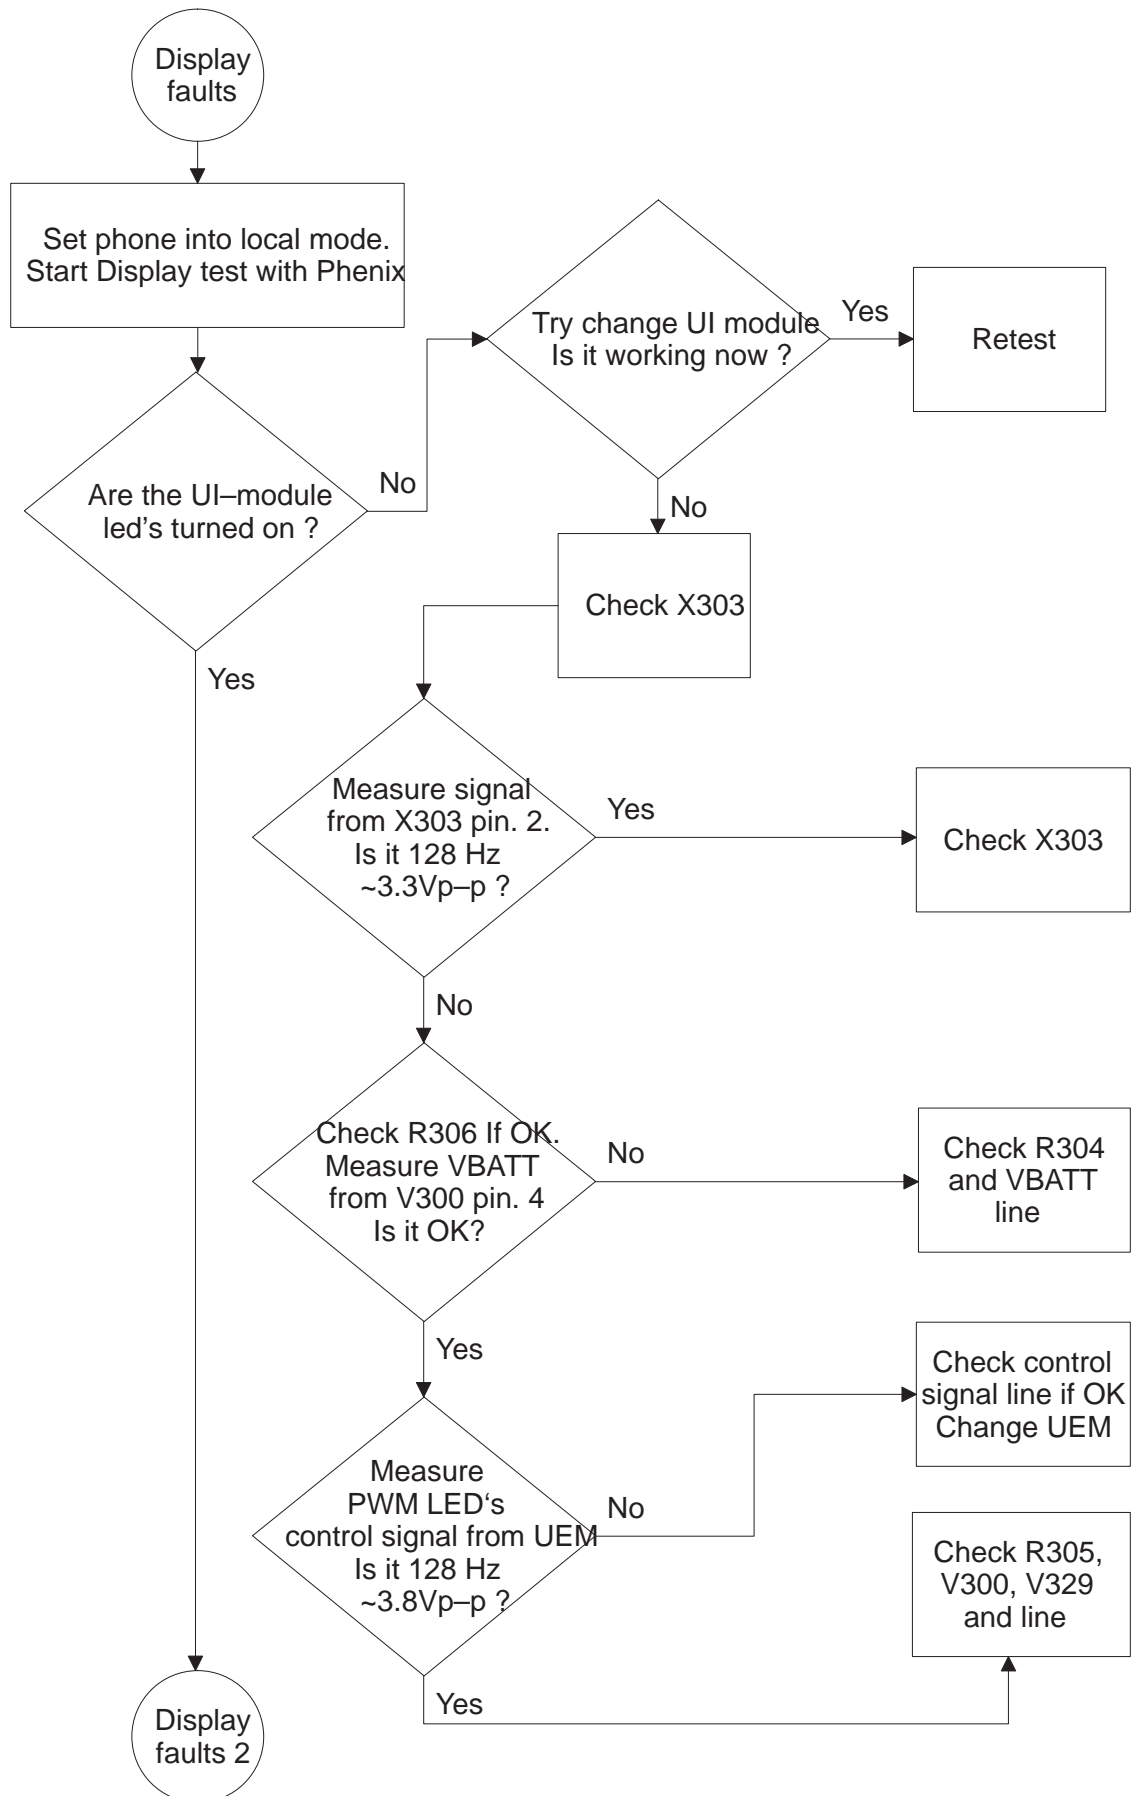 Display
faults
Set phone into local mode.
Start Display test with Phenix
Try change UI module
Is it working now ?
Yes
Retest
No
Are the UI–module
led's turned on ?
No
Check X303
Yes
Measure signal
from X303 pin. 2.
Is it 128 Hz
~3.3Vp–p ?
Yes
Check X303
No
Check R306 If OK.
Measure VBATT
from V300 pin. 4
Is it OK?
No
Check R304
and VBATT
line
Yes
Check control
signal line if OK
Change UEM
Measure
PWM LED‘s
control signal from UEM
Is it 128 Hz
~3.8Vp–p ?
No
Check R305,
V300, V329
and line
Yes
Display
faults 2